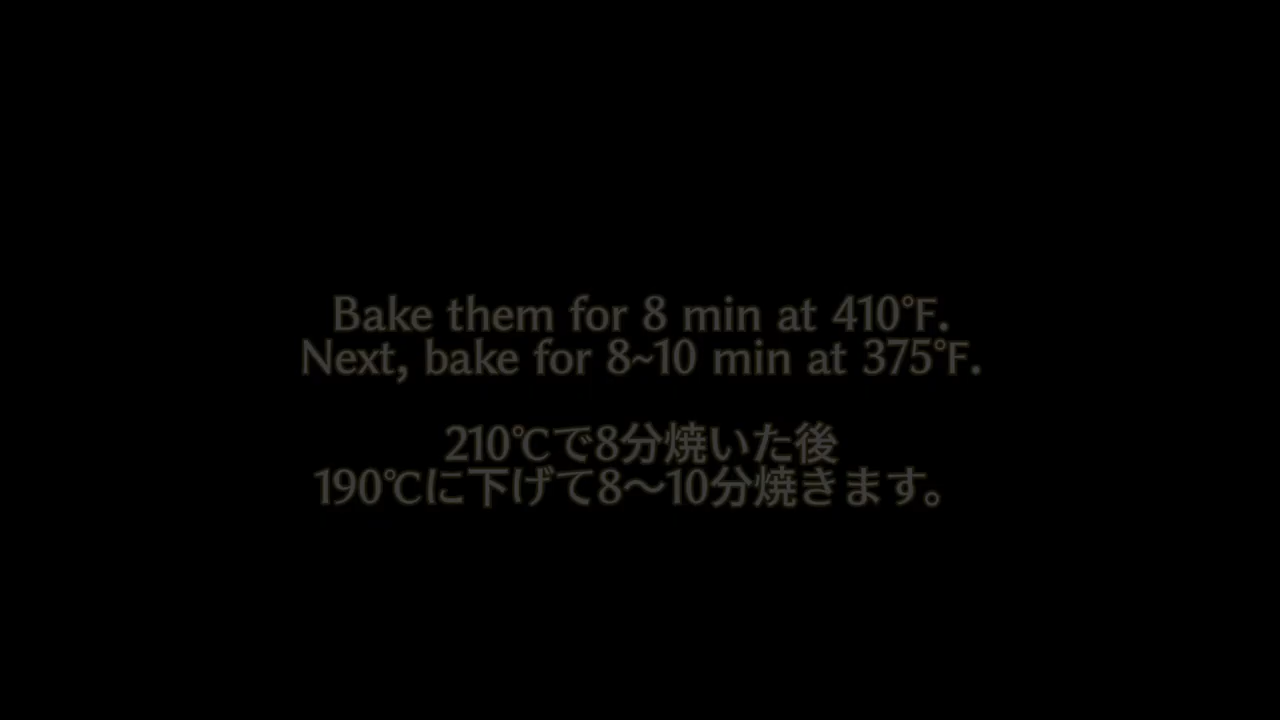 Bake them for 8 min at 410℉.
Next, bake for 8~10 min at 375℉.
210℃で8分焼いた後
190℃に下げて8〜10分焼きます。